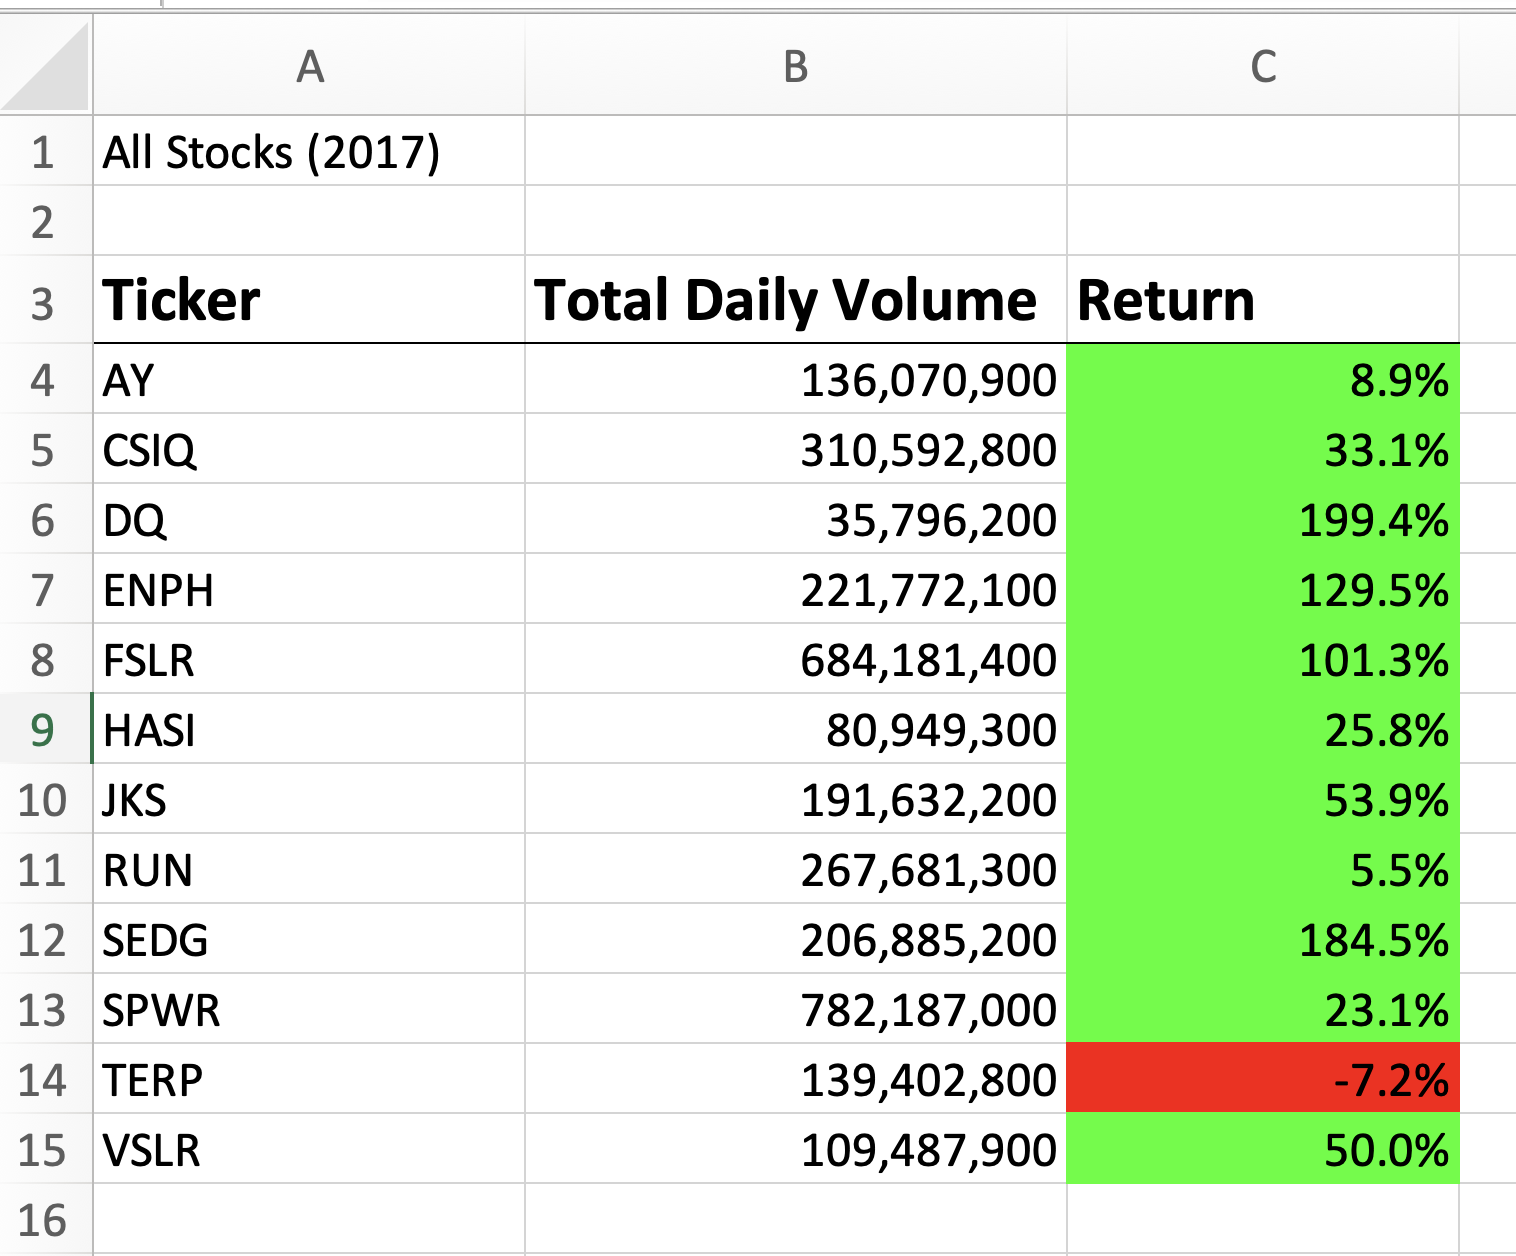 A B C
1 All Stocks (2017)
2
3 Ticker Total Daily Volume Return
4 AY 136,070,900 8.9%
5 CSIQ 310,592,800 33.1%
6 DQ 35,796,200 199.4%
7 ENPH 221,772,100 129.5%
8 FSLR 684,181,400 101.3%
9 HASI 80,949,300 25.8%
10 JKS 191,632,200 53.9%
11 RUN 267,681,300 5.5%
12 SEDG 206,885,200 184.5%
13 SPWR 782,187,000 23.1%
14 TERP 139,402,800 -7.2%
15 VSLR 109,487,900 50.0%
16